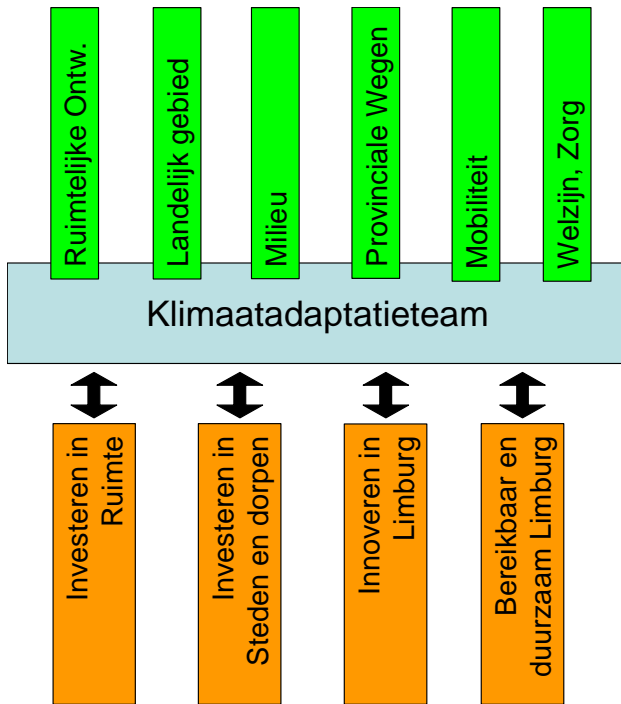 Ruimtelijke Ontw.
Landelijk gebied
Milieu
Provinciale Wegen
Mobiliteit
Welzijn, Zorg
Klimaatadaptatieteam
Investeren in
Ruimte
Investeren in
Steden en dorpen
Innoveren in
Limburg
Bereikbaar en
duurzaam Limburg